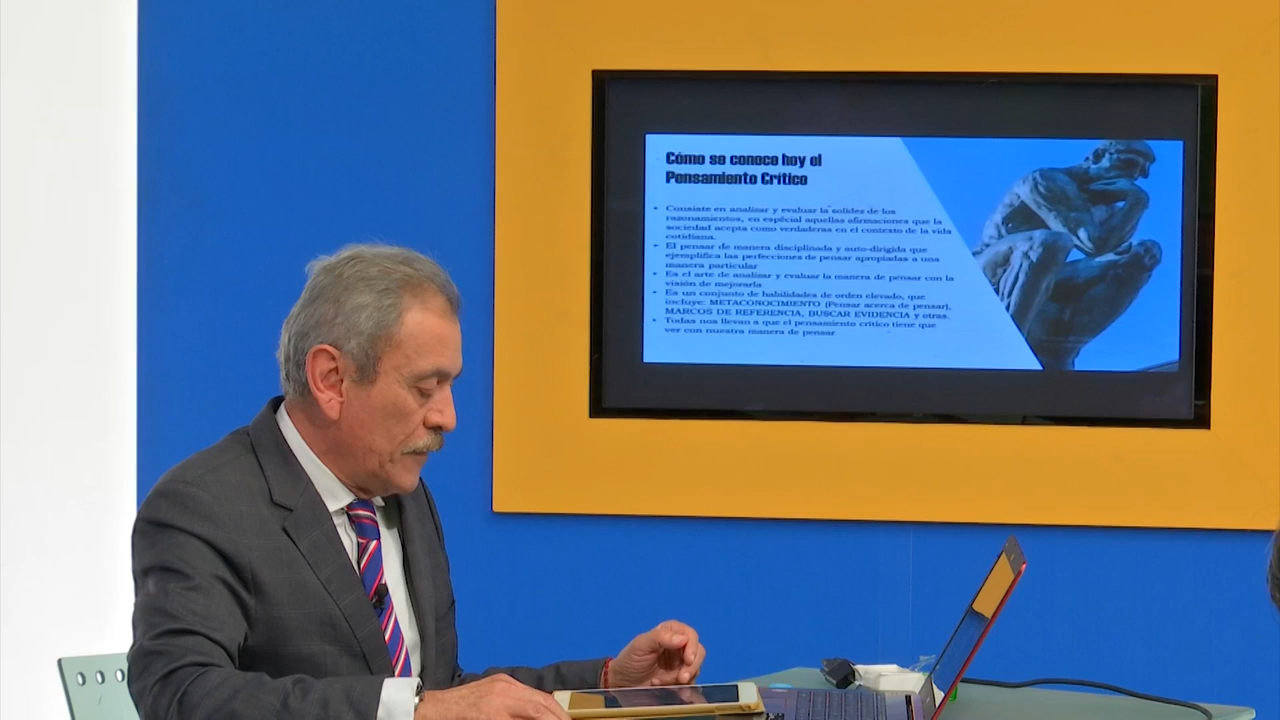 Cómo se conoce hoy el
Pensamiento Crítico
• Consiste en analizar y evaluar la solidez de los
razonamientos, en especial aquellas afirmaciones que la
sociedad acepta como verdaderas en el contexto de la vida
cotidiana.
• El pensar de manera disciplinada y auto-dirigida que
ejemplifica las perfecciones de pensar apropiadas a una
manera particular
• Es el arte de analizar y evaluar la manera de pensar con la
visión de mejorarla
• Es un conjunto de habilidades de orden elevado, que
incluye: METACONOCIMIENTO (Pensar acerca de pensar),
MARCOS DE REFERENCIA, BUSCAR EVIDENCIA y otras.
• Todas nos llevan a que el pensamiento crítico tiene que
ver con nuestra manera de pensar